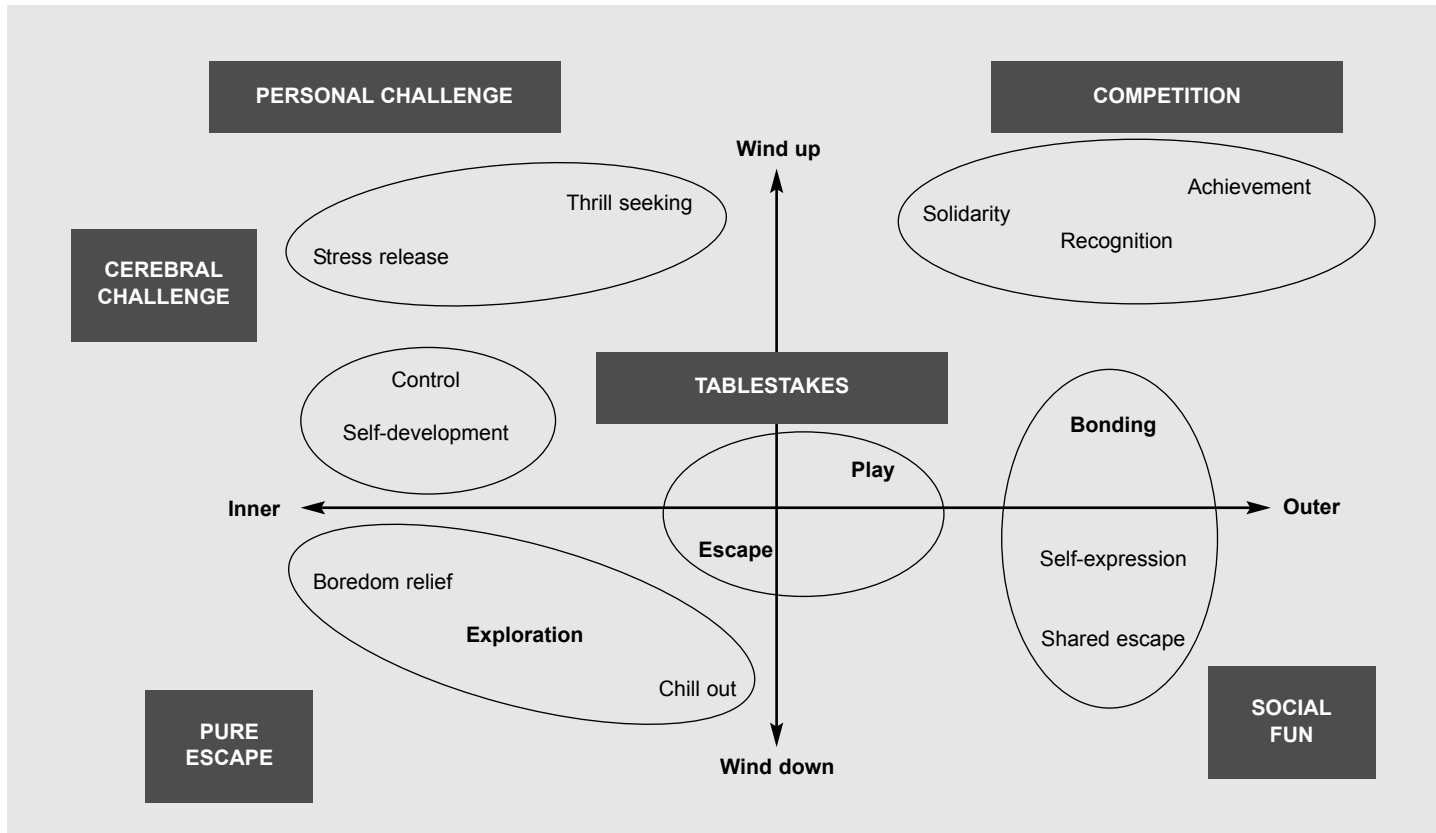 PERSONAL CHALLENGE
COMPETITION
Wind up
Thrill seeking
Stress release
Achievement
Solidarity
Recognition
CEREBRAL
CHALLENGE
Control
Self-development
TABLESTAKES
Play
Escape
Bonding
Self-expression
Shared escape
Inner
Outer
Boredom relief
Exploration
Chill out
PURE
ESCAPE
Wind down
SOCIAL
FUN